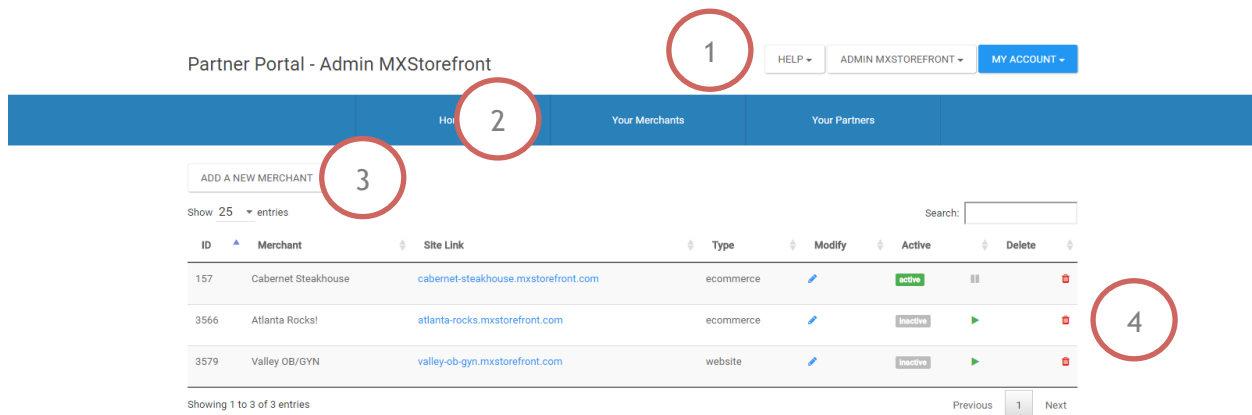 1
Partner Portal - Admin MXStorefront HELP ADMIN MXSTOREFRONT MY ACCOUNT
2 Your Merchants Your Partners
ADD A NEW MERCHANT 3
Show 25 entries Search:
ID Merchant Site Link Type Modify Active Delete
157 Cabernet Steakhouse cabernet-steakhouse.mxstorefront.com ecommerce active
3566 Atlanta Rocks! atlanta-rocks.mxstorefront.com ecommerce inactive
4
3579 Valley OB/GYN valley-ob-gyn.mxstorefront.com website inactive
Showing 1 to 3 of 3 entries Previous 1 Next